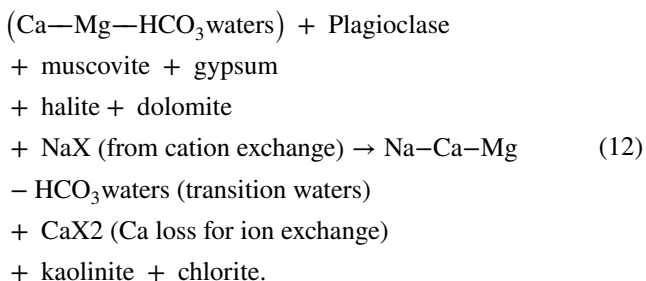 (Ca—Mg—HCO3waters) + Plagioclase
+ muscovite + gypsum
+ halite + dolomite
+ NaX (from cation exchange) → Na−Ca−Mg (12)
− HCO3waters (transition waters)
+ CaX2 (Ca loss for ion exchange)
+ kaolinite + chlorite.